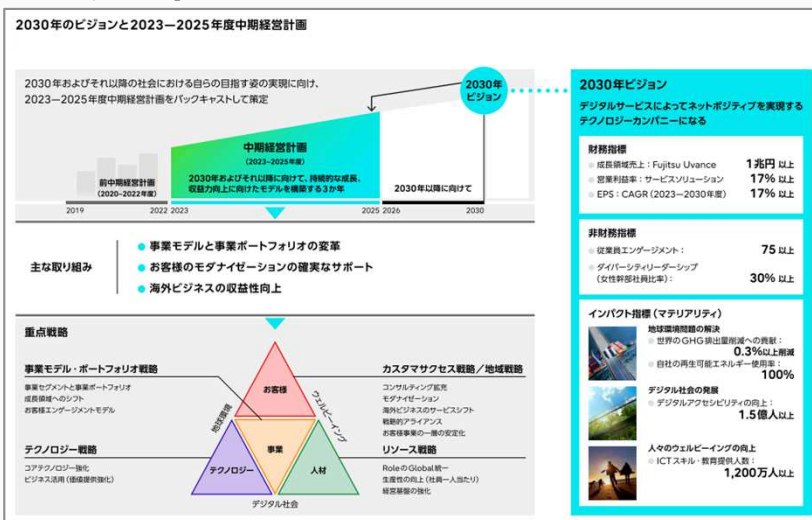 2030年のビジョンと2023―2025年度中期経営計画
2030年およびそれ以降の社会における自らの目指す姿の実現に向け、
2023―2025年度中期経営計画をバックキャストして策定
2030年
ビジョン
中期経営計画
(2023–2025年度)
2030年およびそれ以降に向けて、持続的な成長、
収益力向上に向けたモデルを構築する3か年
前中期経営計画
(2020–2022年度)
2030年以降に向けて
2019
2022
2023
2025
2026
2030
主な取り組み
事業モデルと事業ポートフォリオの変革
お客様のモダナイゼーションの確実なサポート
海外ビジネスの収益性向上
重点戦略
事業モデル・ポートフォリオ戦略
事業セグメントと事業ポートフォリオ
成長領域へのシフト
お客様エンゲージメントモデル
カスタマサクセス戦略/地域戦略
コンサルティング拡充
モダナイゼーション
海外ビジネスのサービスシフト
戦略的アライアンス
お客様事業の一層の安定化
テクノロジー戦略
コアテクノロジー強化
ビジネス活用(価値提供強化)
リソース戦略
RoleのGlobal統一
生産性の向上(社員一人当たり)
経営基盤の強化
お客様
地球環境
ウェルビーイング
事業
テクノロジー
人材
デジタル社会
2030年ビジョン
デジタルサービスによってネットポジティブを実現する
テクノロジーカンパニーになる
財務指標
成長領域売上:Fujitsu Uvance 1兆円 以上
営業利益率:サービスソリューション 17% 以上
EPS:CAGR(2023―2030年度) 17% 以上
非財務指標
従業員エンゲージメント: 75 以上
ダイバーシティリーダーシップ
(女性幹部社員比率): 30% 以上
インパクト指標(マテリアリティ)
地球環境問題の解決
世界のGHG排出量削減への貢献:
0.3%以上削減
自社の再生可能エネルギー使用率:
100%
デジタル社会の発展
デジタルアクセシビリティの向上:
1.5億人以上
人々のウェルビーイングの向上
ICTスキル・教育提供人数:
1,200万人以上